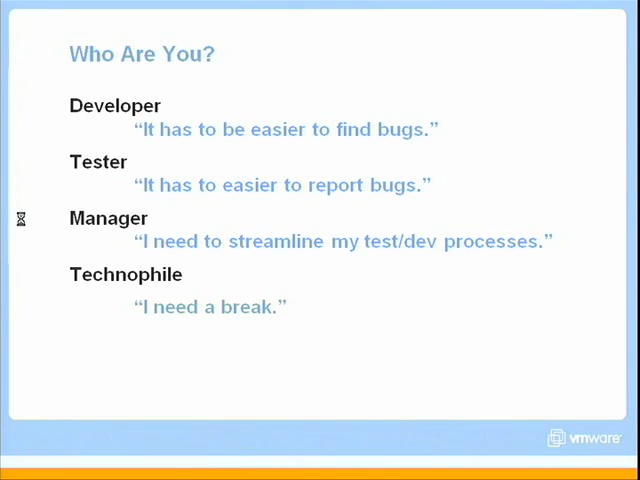 Who Are You?
Developer
“It has to be easier to find bugs.”
Tester
“It has to easier to report bugs.”
Manager
“I need to streamline my test/dev processes.”
Technophile
“I need a break.”
vmware